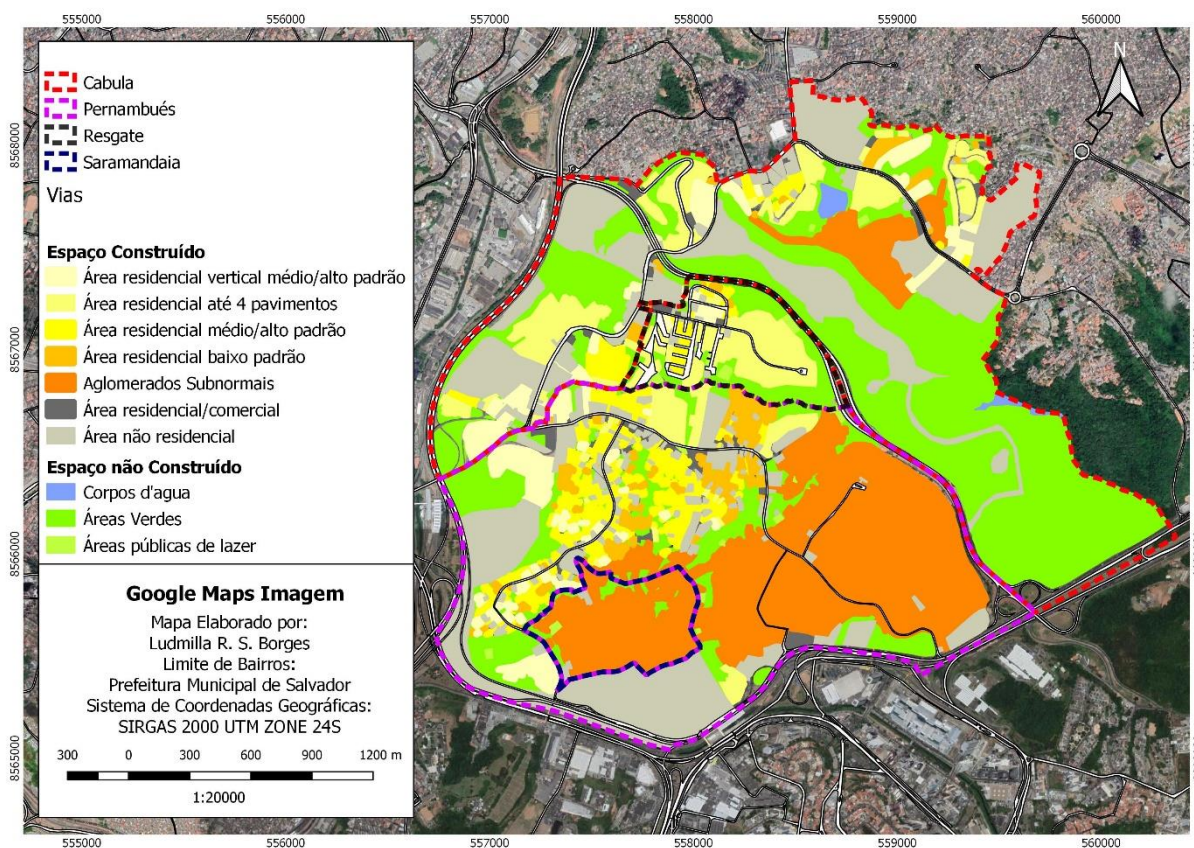 555000 556000 557000 558000 559000 560000
N
8568000
8567000
8566000
8565000
Cabula
Pernambués
Resgate
Saramandaia
Vias
Espaço Construído
Área residencial vertical médio/alto padrão
Área residencial até 4 pavimentos
Área residencial médio/alto padrão
Área residencial baixo padrão
Aglomerados Subnormais
Área residencial/comercial
Área não residencial
Espaço não Construído
Corpos d'agua
Áreas Verdes
Áreas públicas de lazer
Google Maps Imagem
Mapa Elaborado por:
Ludmilla R. S. Borges
Limite de Bairros:
Prefeitura Municipal de Salvador
Sistema de Coordenadas Geográficas:
SIRGAS 2000 UTM ZONE 24S
300 0 300 600 900 1200 m
1:20000
8568000
8567000
8566000
8565000
555000 556000 557000 558000 559000 560000